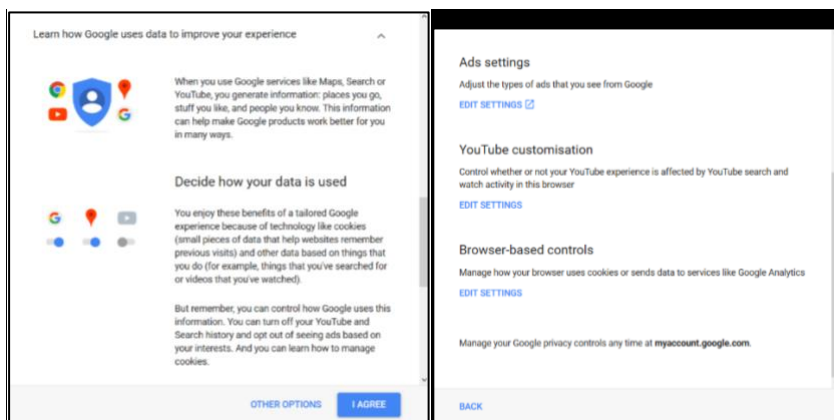 Learn how Google uses data to improve your experience
When you use Google services like Maps, Search or
YouTube, you generate information: places you go,
stuff you like, and people you know. This information
can help make Google products work better for you
in many ways.
Decide how your data is used
You enjoy these benefits of a tailored Google
experience because of technology like cookies
(small pieces of data that help websites remember
previous visits) and other data based on things that
you do (for example, things that you've searched for
or videos that you've watched).
But remember, you can control how Google uses this
information. You can turn off your YouTube and
Search history and opt out of seeing ads based on
your interests. And you can learn how to manage
cookies.
OTHER OPTIONS I AGREE
Ads settings
Adjust the types of ads that you see from Google
EDIT SETTINGS
YouTube customisation
Control whether or not your YouTube experience is affected by YouTube search and
watch activity in this browser
EDIT SETTINGS
Browser-based controls
Manage how your browser uses cookies or sends data to services like Google Analytics
EDIT SETTINGS
Manage your Google privacy controls any time at myaccount.google.com.
BACK